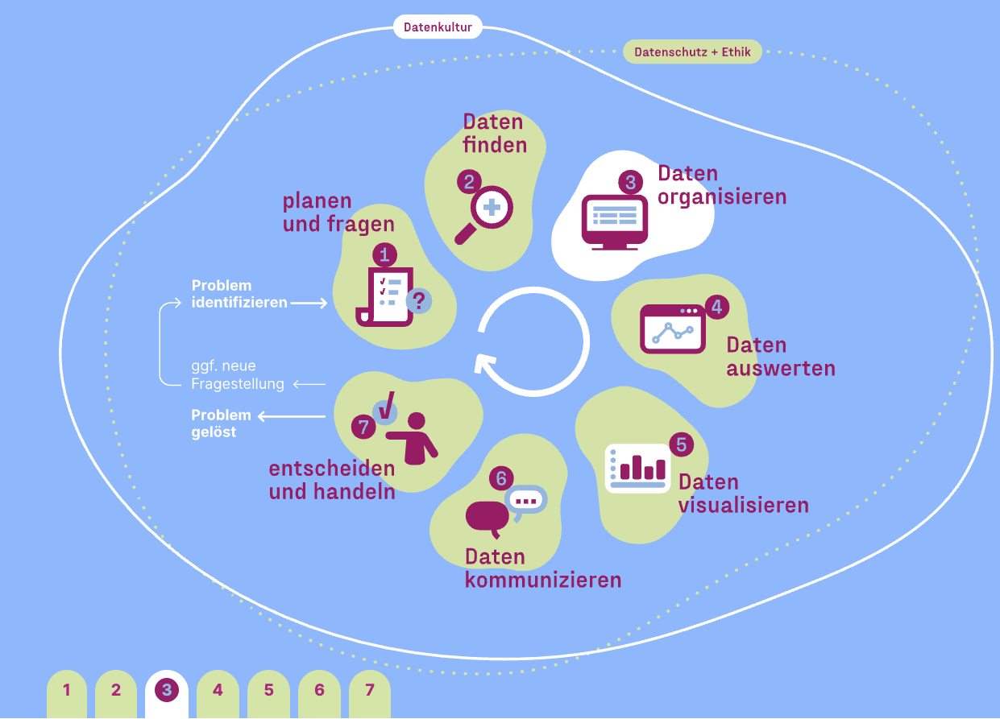 Datenkultur
Datenschutz + Ethik
planen
und fragen
1
?
Daten
finden
2
3
Daten
organisieren
4
Daten
auswerten
5
Daten
visualisieren
6
Daten
kommunizieren
7
entscheiden
und handeln
Problem
identifizieren
ggf. neue
Fragestellung
Problem
gelöst
1 2 3 4 5 6 7